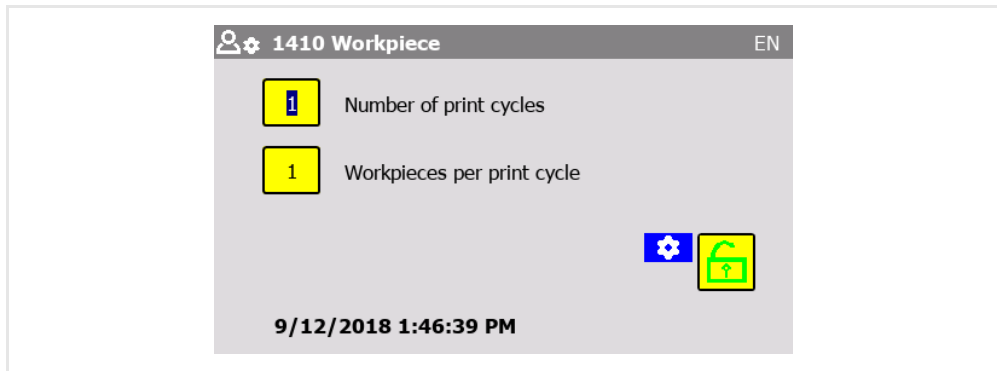 1410 Workpiece EN
1 Number of print cycles
1 Workpieces per print cycle
9/12/2018 1:46:39 PM